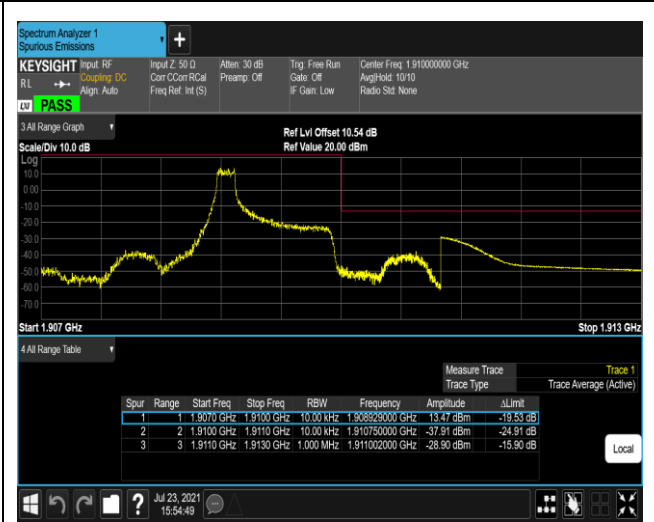 Spectrum Analyzer 1
Spurious Emissions
+
KEYSIGHT Input: RF Input Z: 50 Ω Atten: 30 dB Trig: Free Run Center Freq: 1.910000000 GHz
RL Coupling: DC Corr CCorr RCal Preamp: Off Gate: Off Avg|Hold: 10/10
Align: Auto Freq Ref: Int (S) IF Gain: Low Radio Std: None
LXI PASS
3 All Range Graph
Ref Lvl Offset 10.54 dB
Scale/Div 10.0 dB Ref Value 20.00 dBm
Log
10.0
0.00
-10.0
-20.0
-30.0
-40.0
-50.0
-60.0
-70.0
Start 1.907 GHz Stop 1.913 GHz
4 All Range Table
Measure Trace Trace 1
Trace Type Trace Average (Active)
Spur Range Start Freq Stop Freq RBW Frequency Amplitude ΔLimit
1 1 1.9070 GHz 1.9100 GHz 10.00 kHz 1.908929000 GHz 13.47 dBm -19.53 dB
2 2 1.9100 GHz 1.9110 GHz 10.00 kHz 1.910750000 GHz -37.91 dBm -24.91 dB
3 3 1.9110 GHz 1.9130 GHz 1.000 MHz 1.911002000 GHz -28.90 dBm -15.90 dB
Local
? Jul 23, 2021
15:54:49